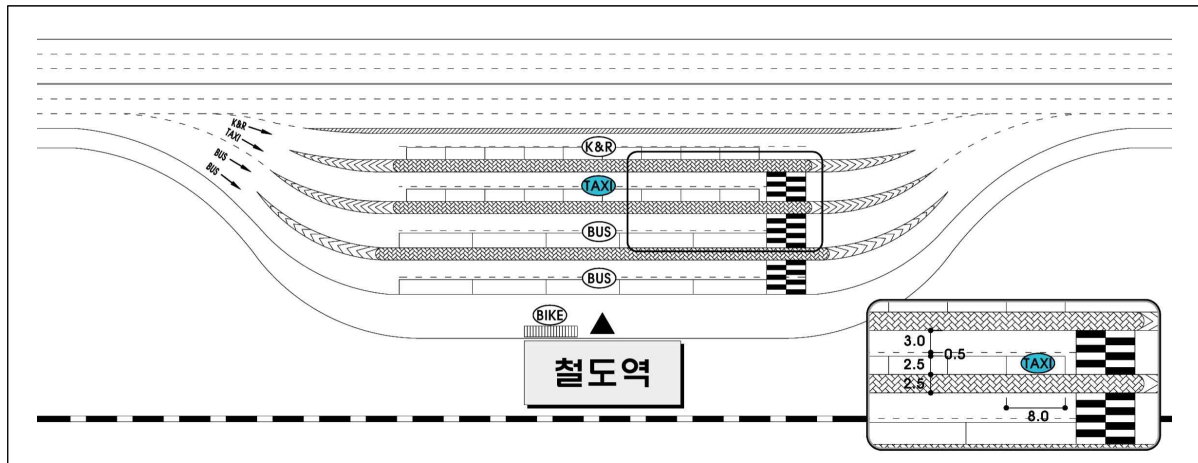 K&R
TAXI
BUS
BUS
K&R
TAXI
BUS
BUS
BIKE
철도역
3.0
0.5
2.5
2.5
TAXI
8.0